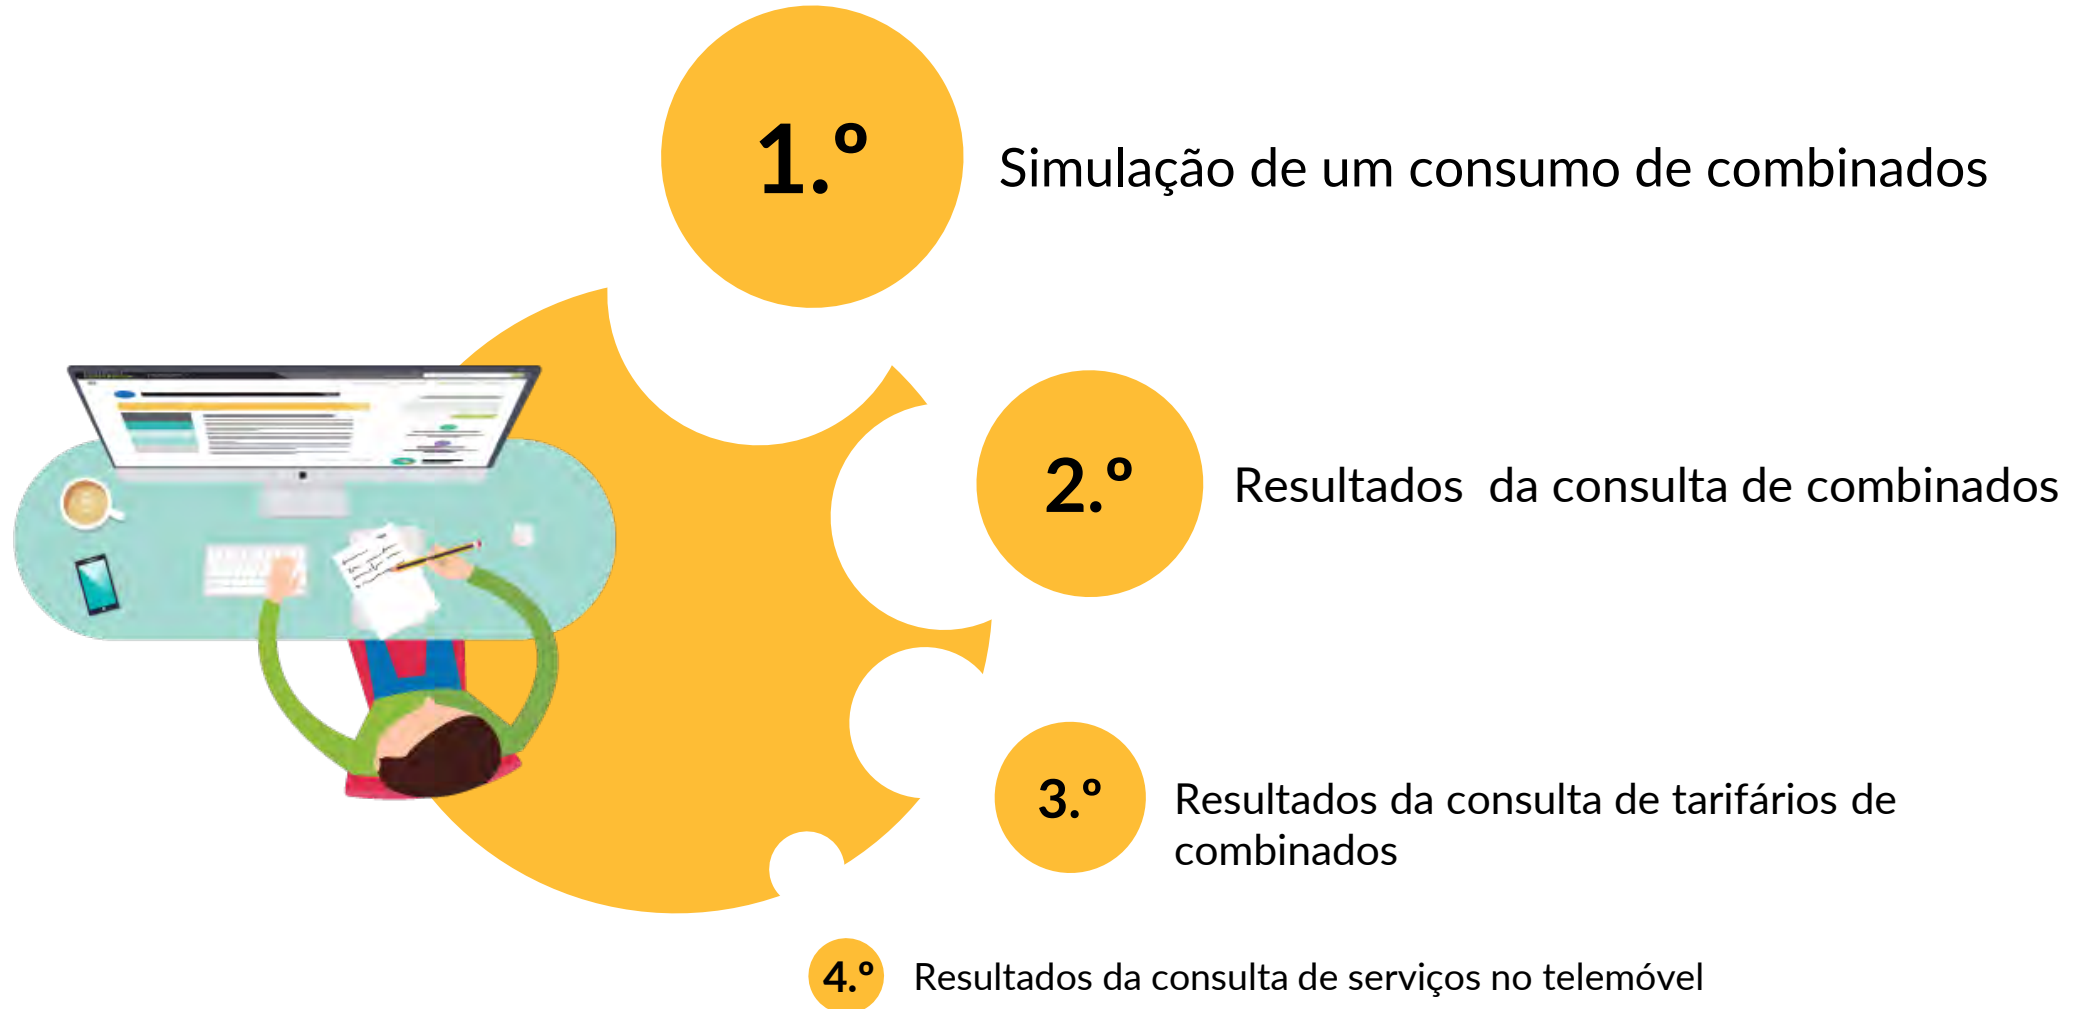 1.º
Simulação de um consumo de combinados
2.º
Resultados da consulta de combinados
3.º
Resultados da consulta de tarifários de
combinados
4.º
Resultados da consulta de serviços no telemóvel